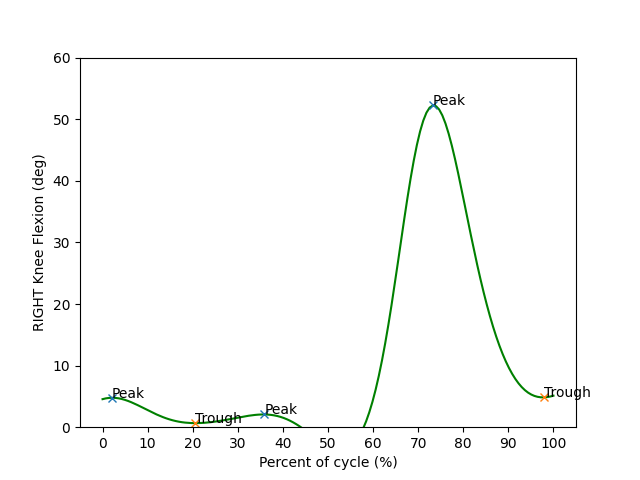 60
50
40
30
20
10
0
RIGHT Knee Flexion (deg)
Peak
Trough
Peak
Peak
Trough
0 10 20 30 40 50 60 70 80 90 100
Percent of cycle (%)